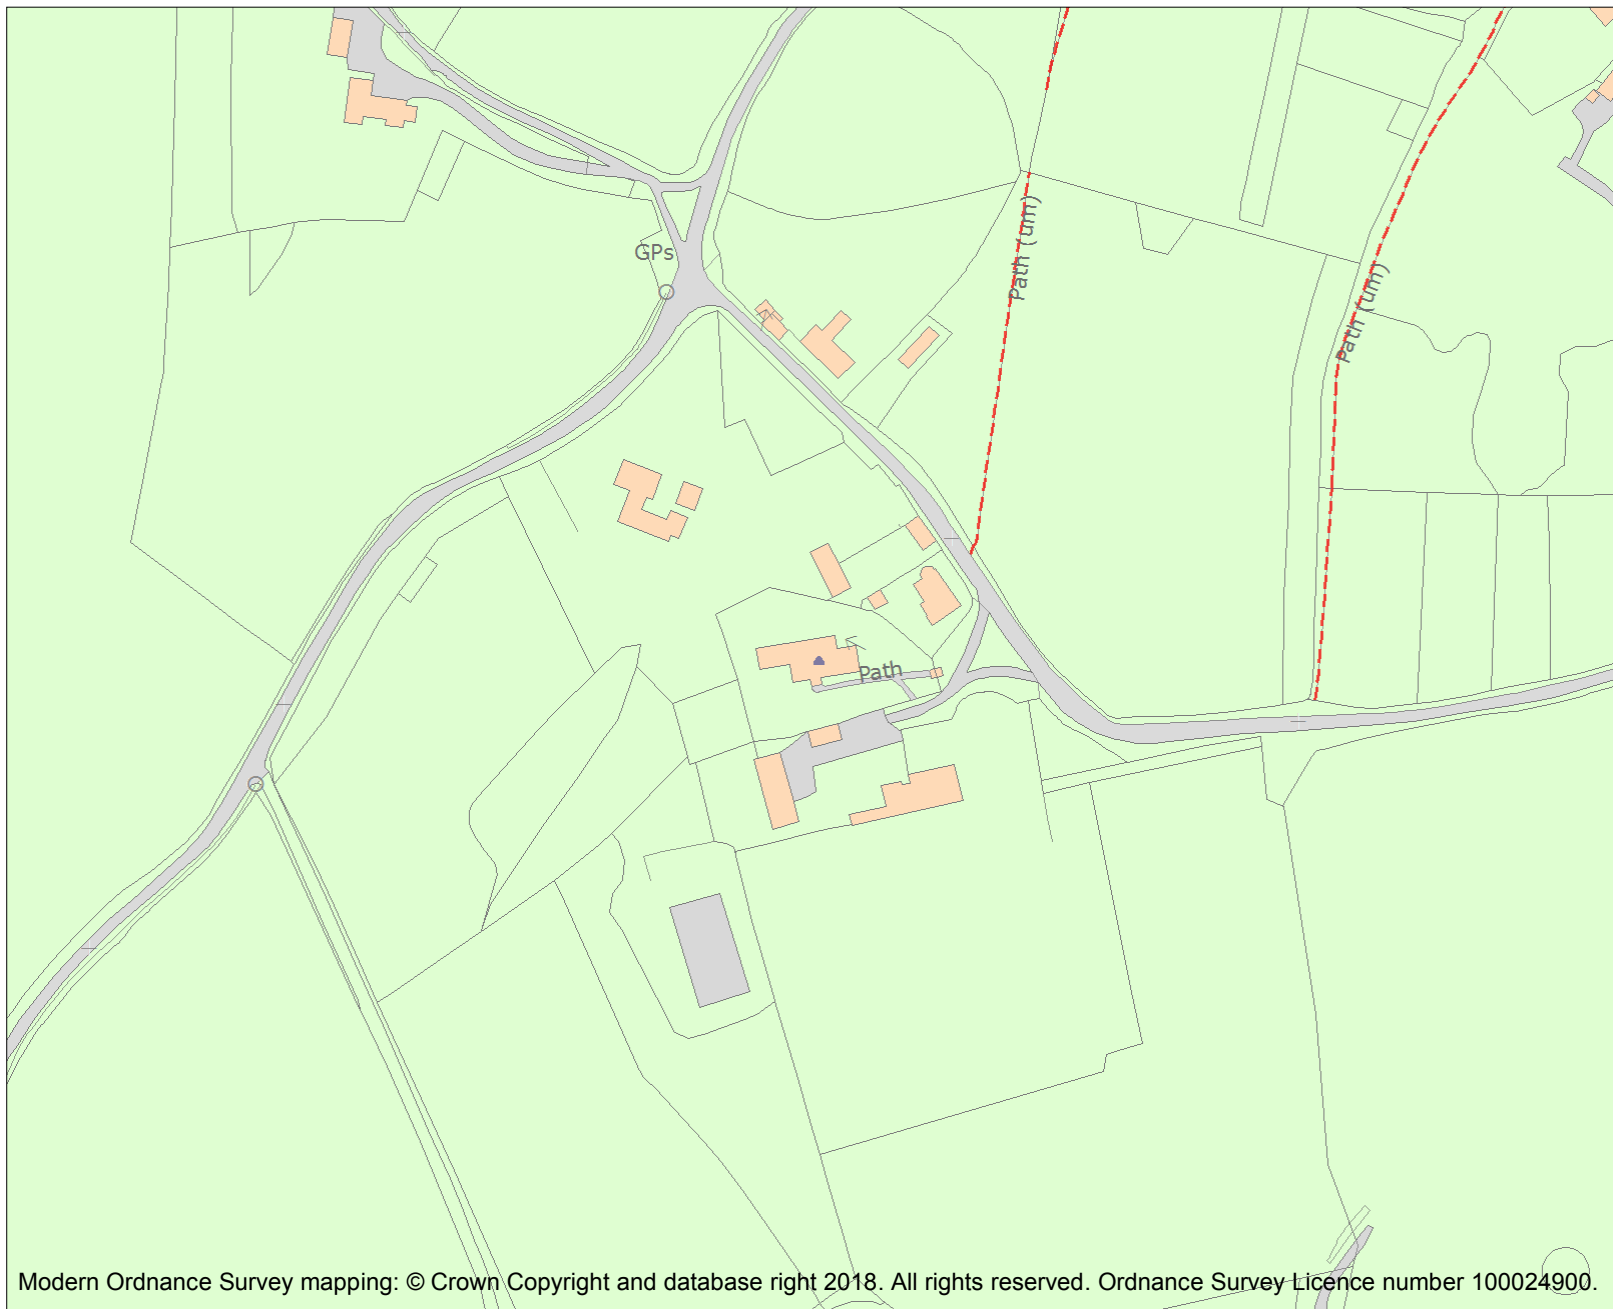 GPs
Path (um)
Path (um)
Path
Modern Ordnance Survey mapping: © Crown Copyright and database right 2018. All rights reserved. Ordnance Survey Licence number 100024900.